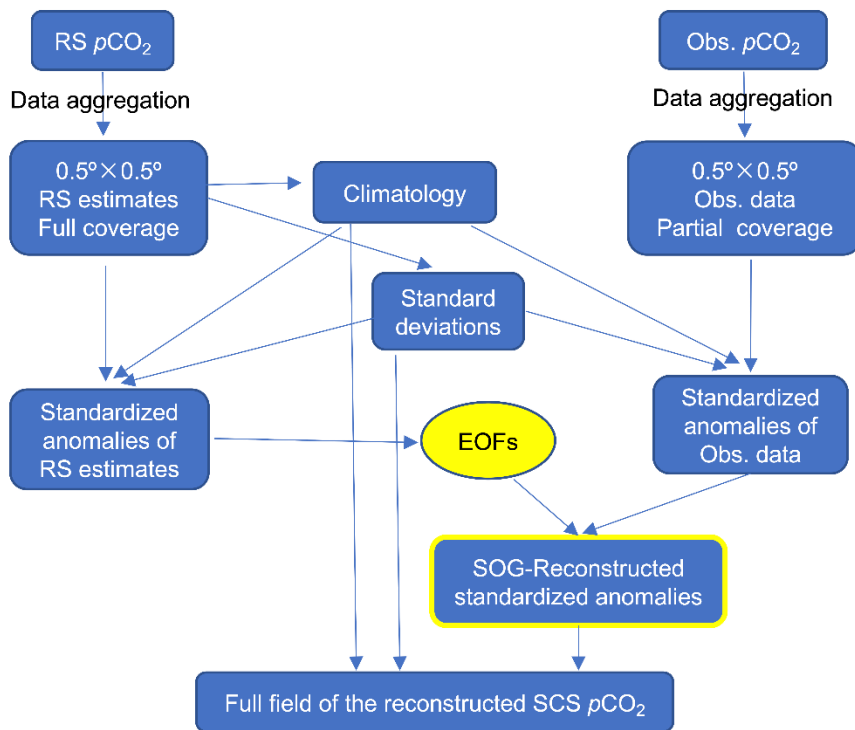 RS pCO₂
Obs. pCO₂
Data aggregation
Data aggregation
0.5º×0.5º
RS estimates
Full coverage
Climatology
0.5º×0.5º
Obs. data
Partial coverage
Standard
deviations
Standardized
anomalies of
RS estimates
EOFs
Standardized
anomalies of
Obs. data
SOG-Reconstructed
standardized anomalies
Full field of the reconstructed SCS pCO₂